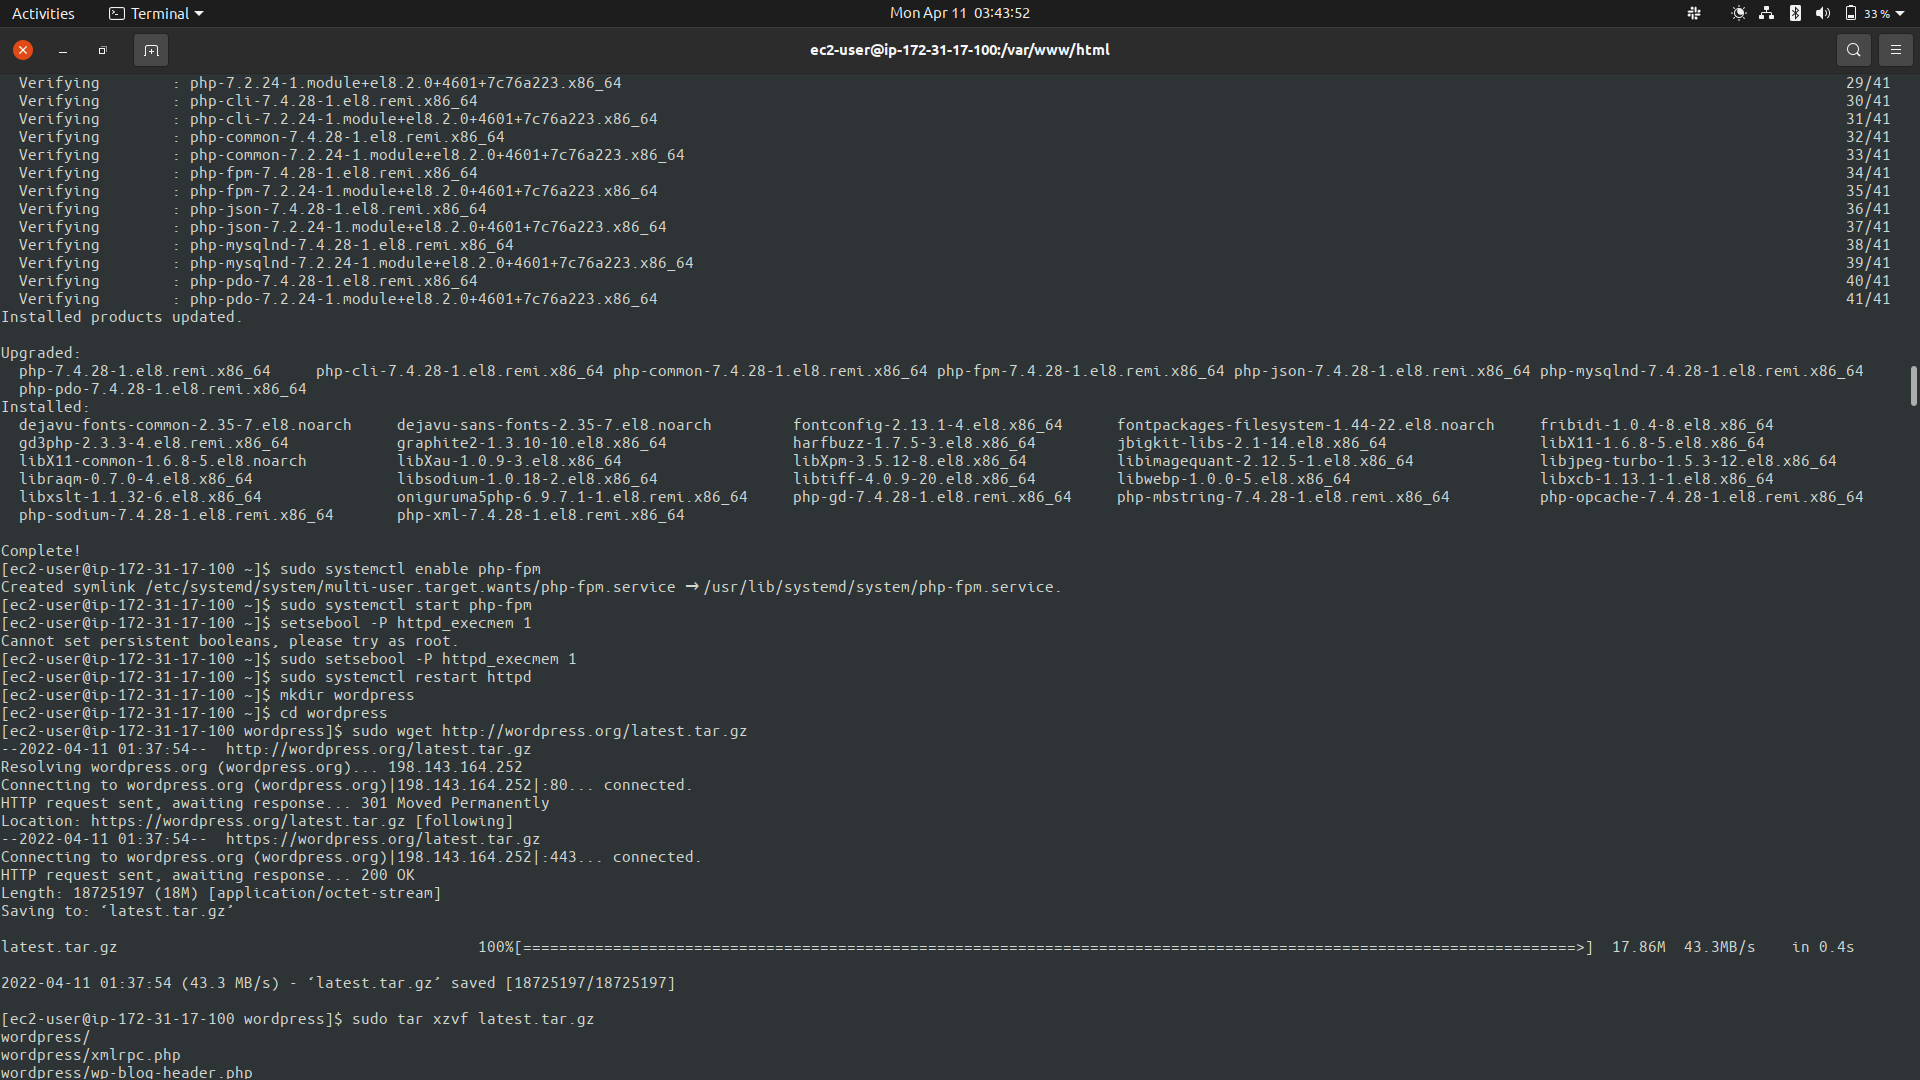 Activities Terminal Mon Apr 11 03:43:52 33 %
ec2-user@ip-172-31-17-100:/var/www/html
Verifying : php-7.2.24-1.module+el8.2.0+4601+7c76a223.x86_64 29/41
Verifying : php-cli-7.4.28-1.el8.remi.x86_64 30/41
Verifying : php-cli-7.2.24-1.module+el8.2.0+4601+7c76a223.x86_64 31/41
Verifying : php-common-7.4.28-1.el8.remi.x86_64 32/41
Verifying : php-common-7.2.24-1.module+el8.2.0+4601+7c76a223.x86_64 33/41
Verifying : php-fpm-7.4.28-1.el8.remi.x86_64 34/41
Verifying : php-fpm-7.2.24-1.module+el8.2.0+4601+7c76a223.x86_64 35/41
Verifying : php-json-7.4.28-1.el8.remi.x86_64 36/41
Verifying : php-json-7.2.24-1.module+el8.2.0+4601+7c76a223.x86_64 37/41
Verifying : php-mysqlnd-7.4.28-1.el8.remi.x86_64 38/41
Verifying : php-mysqlnd-7.2.24-1.module+el8.2.0+4601+7c76a223.x86_64 39/41
Verifying : php-pdo-7.4.28-1.el8.remi.x86_64 40/41
Verifying : php-pdo-7.2.24-1.module+el8.2.0+4601+7c76a223.x86_64 41/41
Installed products updated.
Upgraded:
php-7.4.28-1.el8.remi.x86_64 php-cli-7.4.28-1.el8.remi.x86_64 php-common-7.4.28-1.el8.remi.x86_64 php-fpm-7.4.28-1.el8.remi.x86_64 php-json-7.4.28-1.el8.remi.x86_64 php-mysqlnd-7.4.28-1.el8.remi.x86_64
php-pdo-7.4.28-1.el8.remi.x86_64
Installed:
dejavu-fonts-common-2.35-7.el8.noarch dejavu-sans-fonts-2.35-7.el8.noarch fontconfig-2.13.1-4.el8.x86_64 fontpackages-filesystem-1.44-22.el8.noarch fribidi-1.0.4-8.el8.x86_64
gd3php-2.3.3-4.el8.remi.x86_64 graphite2-1.3.10-10.el8.x86_64 harfbuzz-1.7.5-3.el8.x86_64 jbigkit-libs-2.1-14.el8.x86_64 libX11-1.6.8-5.el8.x86_64
libX11-common-1.6.8-5.el8.noarch libXau-1.0.9-3.el8.x86_64 libXpm-3.5.12-8.el8.x86_64 libimagequant-2.12.5-1.el8.x86_64 libjpeg-turbo-1.5.3-12.el8.x86_64
libraqm-0.7.0-4.el8.x86_64 libsodium-1.0.18-2.el8.x86_64 libtiff-4.0.9-20.el8.x86_64 libwebp-1.0.0-5.el8.x86_64 libxcb-1.13.1-1.el8.x86_64
libxslt-1.1.32-6.el8.x86_64 oniguruma5php-6.9.7.1-1.el8.remi.x86_64 php-gd-7.4.28-1.el8.remi.x86_64 php-mbstring-7.4.28-1.el8.remi.x86_64 php-opcache-7.4.28-1.el8.remi.x86_64
php-sodium-7.4.28-1.el8.remi.x86_64 php-xml-7.4.28-1.el8.remi.x86_64
Complete!
[ec2-user@ip-172-31-17-100 ~]$ sudo systemctl enable php-fpm
Created symlink /etc/systemd/system/multi-user.target.wants/php-fpm.service → /usr/lib/systemd/system/php-fpm.service.
[ec2-user@ip-172-31-17-100 ~]$ sudo systemctl start php-fpm
[ec2-user@ip-172-31-17-100 ~]$ setsebool -P httpd_execmem 1
Cannot set persistent booleans, please try as root.
[ec2-user@ip-172-31-17-100 ~]$ sudo setsebool -P httpd_execmem 1
[ec2-user@ip-172-31-17-100 ~]$ sudo systemctl restart httpd
[ec2-user@ip-172-31-17-100 ~]$ mkdir wordpress
[ec2-user@ip-172-31-17-100 ~]$ cd wordpress
[ec2-user@ip-172-31-17-100 wordpress]$ sudo wget http://wordpress.org/latest.tar.gz
--2022-04-11 01:37:54-- http://wordpress.org/latest.tar.gz
Resolving wordpress.org (wordpress.org)... 198.143.164.252
Connecting to wordpress.org (wordpress.org)|198.143.164.252|:80... connected.
HTTP request sent, awaiting response... 301 Moved Permanently
Location: https://wordpress.org/latest.tar.gz [following]
--2022-04-11 01:37:54-- https://wordpress.org/latest.tar.gz
Connecting to wordpress.org (wordpress.org)|198.143.164.252|:443... connected.
HTTP request sent, awaiting response... 200 OK
Length: 18725197 (18M) [application/octet-stream]
Saving to: ‘latest.tar.gz’
latest.tar.gz 100%[=====================================================================================================================>] 17.86M 43.3MB/s in 0.4s
2022-04-11 01:37:54 (43.3 MB/s) - ‘latest.tar.gz’ saved [18725197/18725197]
[ec2-user@ip-172-31-17-100 wordpress]$ sudo tar xzvf latest.tar.gz
wordpress/
wordpress/xmlrpc.php
wordpress/wp-blog-header.php